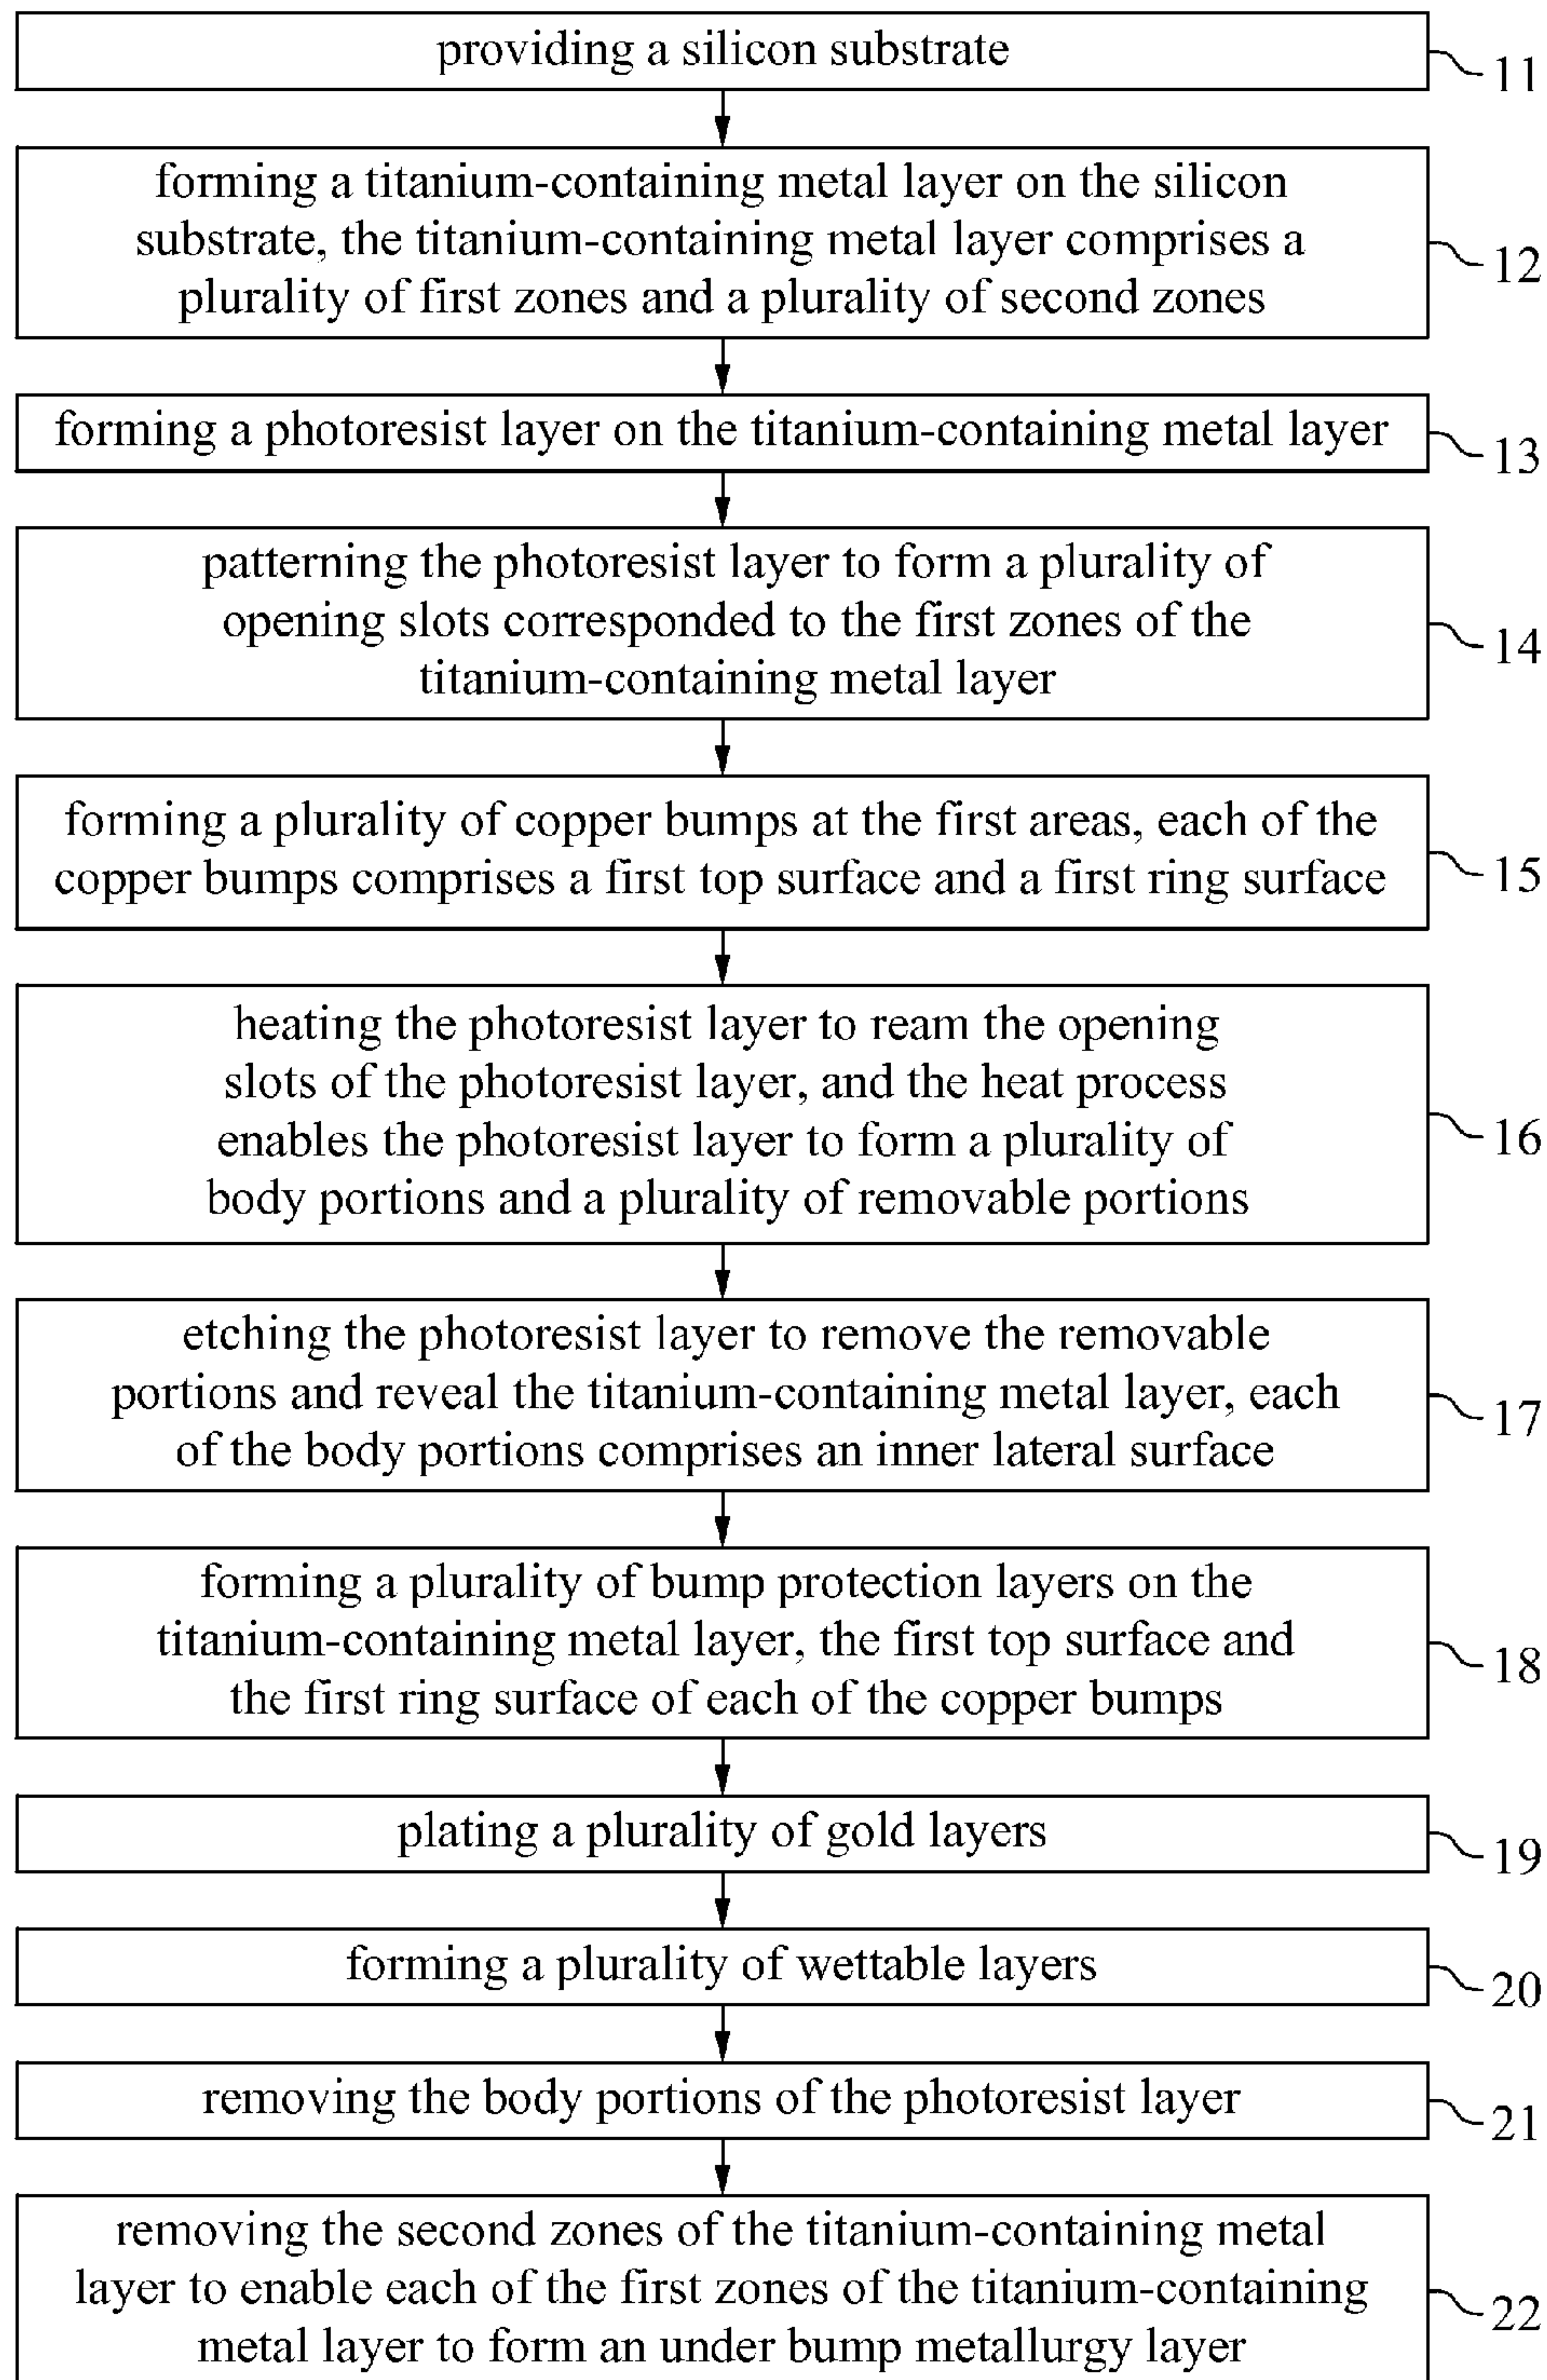 providing a silicon substrate
11
forming a titanium-containing metal layer on the silicon
substrate, the titanium-containing metal layer comprises a
plurality of first zones and a plurality of second zones
12
forming a photoresist layer on the titanium-containing metal layer
13
patterning the photoresist layer to form a plurality of
opening slots corresponded to the first zones of the
titanium-containing metal layer
14
forming a plurality of copper bumps at the first areas, each of the
copper bumps comprises a first top surface and a first ring surface
15
heating the photoresist layer to ream the opening
slots of the photoresist layer, and the heat process
enables the photoresist layer to form a plurality of
body portions and a plurality of removable portions
16
etching the photoresist layer to remove the removable
portions and reveal the titanium-containing metal layer, each
of the body portions comprises an inner lateral surface
17
forming a plurality of bump protection layers on the
titanium-containing metal layer, the first top surface and
the first ring surface of each of the copper bumps
18
plating a plurality of gold layers
19
forming a plurality of wettable layers
20
removing the body portions of the photoresist layer
21
removing the second zones of the titanium-containing metal
layer to enable each of the first zones of the titanium-containing
metal layer to form an under bump metallurgy layer
22